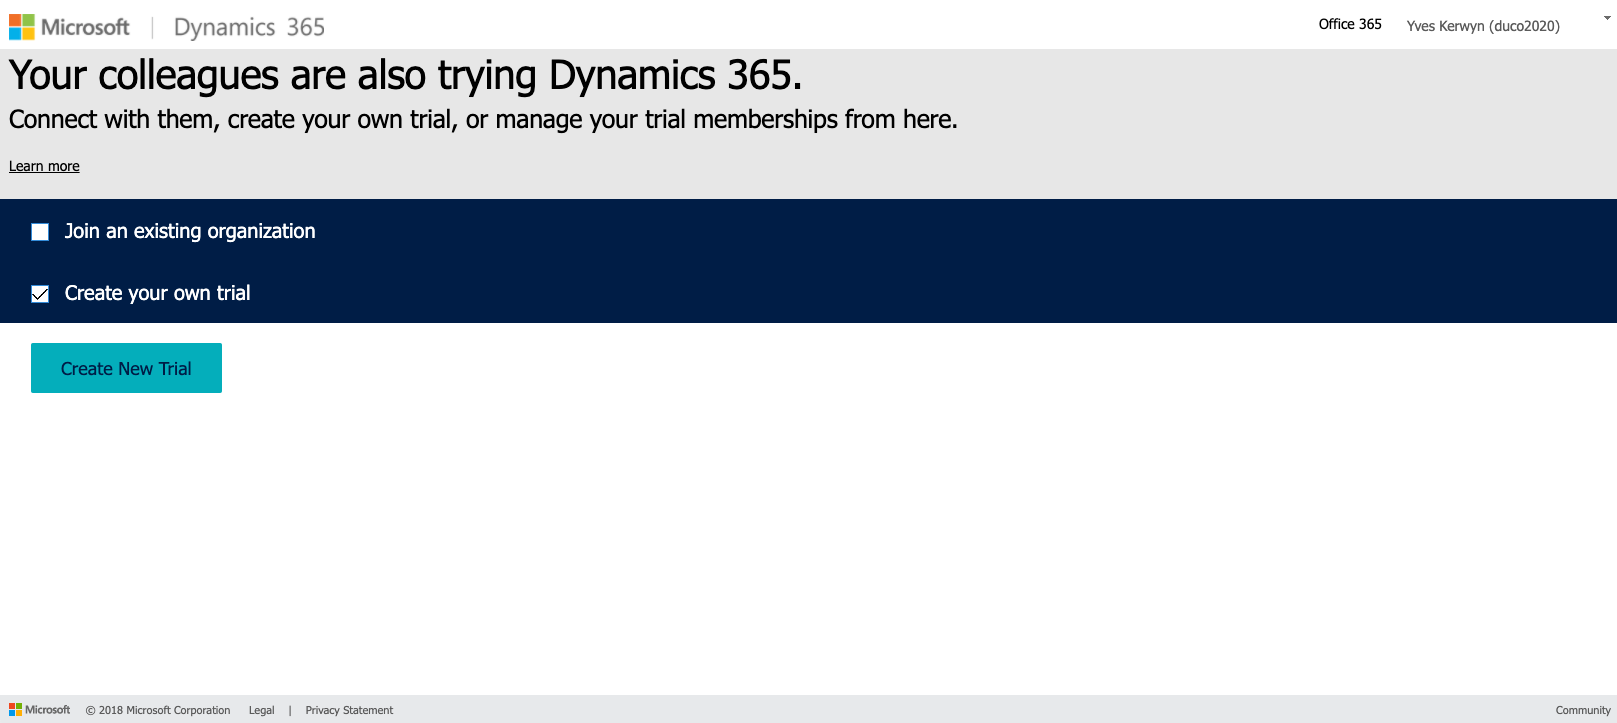 Microsoft | Dynamics 365
Office 365 Yves Kerwyn (duco2020)
Your colleagues are also trying Dynamics 365.
Connect with them, create your own trial, or manage your trial memberships from here.
Learn more
Join an existing organization
Create your own trial
Create New Trial
Microsoft © 2018 Microsoft Corporation Legal | Privacy Statement Community